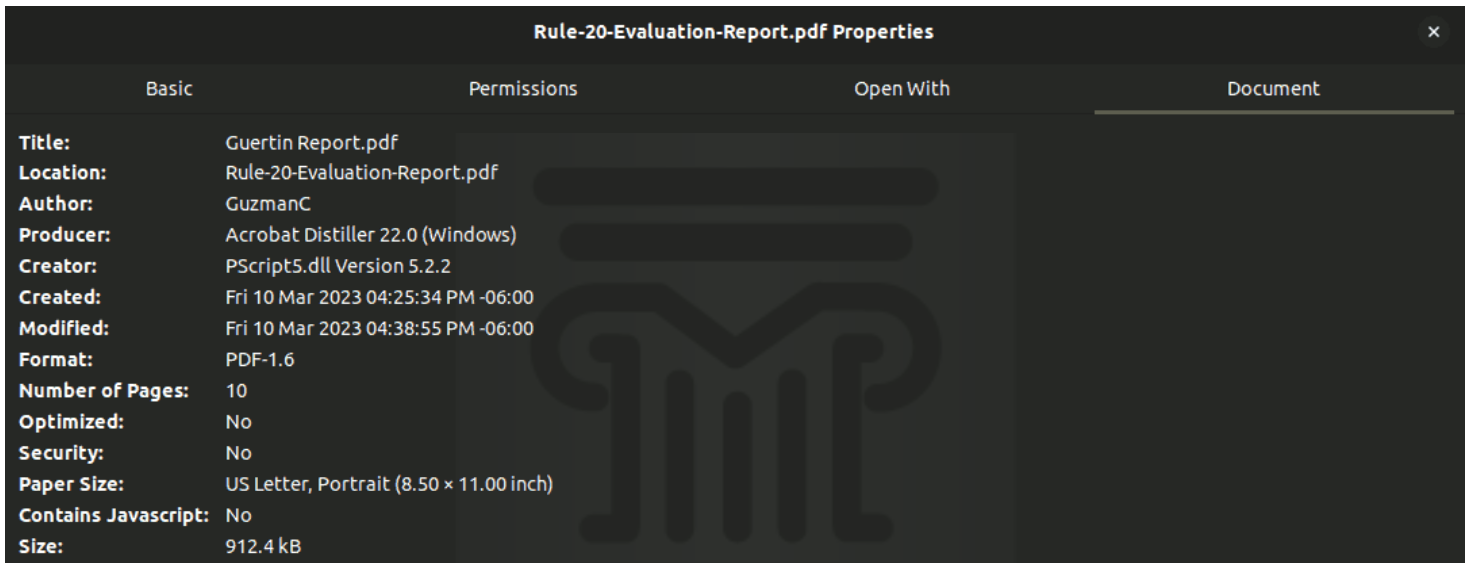 Rule-20-Evaluation-Report.pdf Properties ×
Basic Permissions Open With Document
Title: Guertin Report.pdf
Location: Rule-20-Evaluation-Report.pdf
Author: GuzmanC
Producer: Acrobat Distiller 22.0 (Windows)
Creator: PScript5.dll Version 5.2.2
Created: Fri 10 Mar 2023 04:25:34 PM -06:00
Modified: Fri 10 Mar 2023 04:38:55 PM -06:00
Format: PDF-1.6
Number of Pages: 10
Optimized: No
Security: No
Paper Size: US Letter, Portrait (8.50 × 11.00 inch)
Contains Javascript: No
Size: 912.4 kB